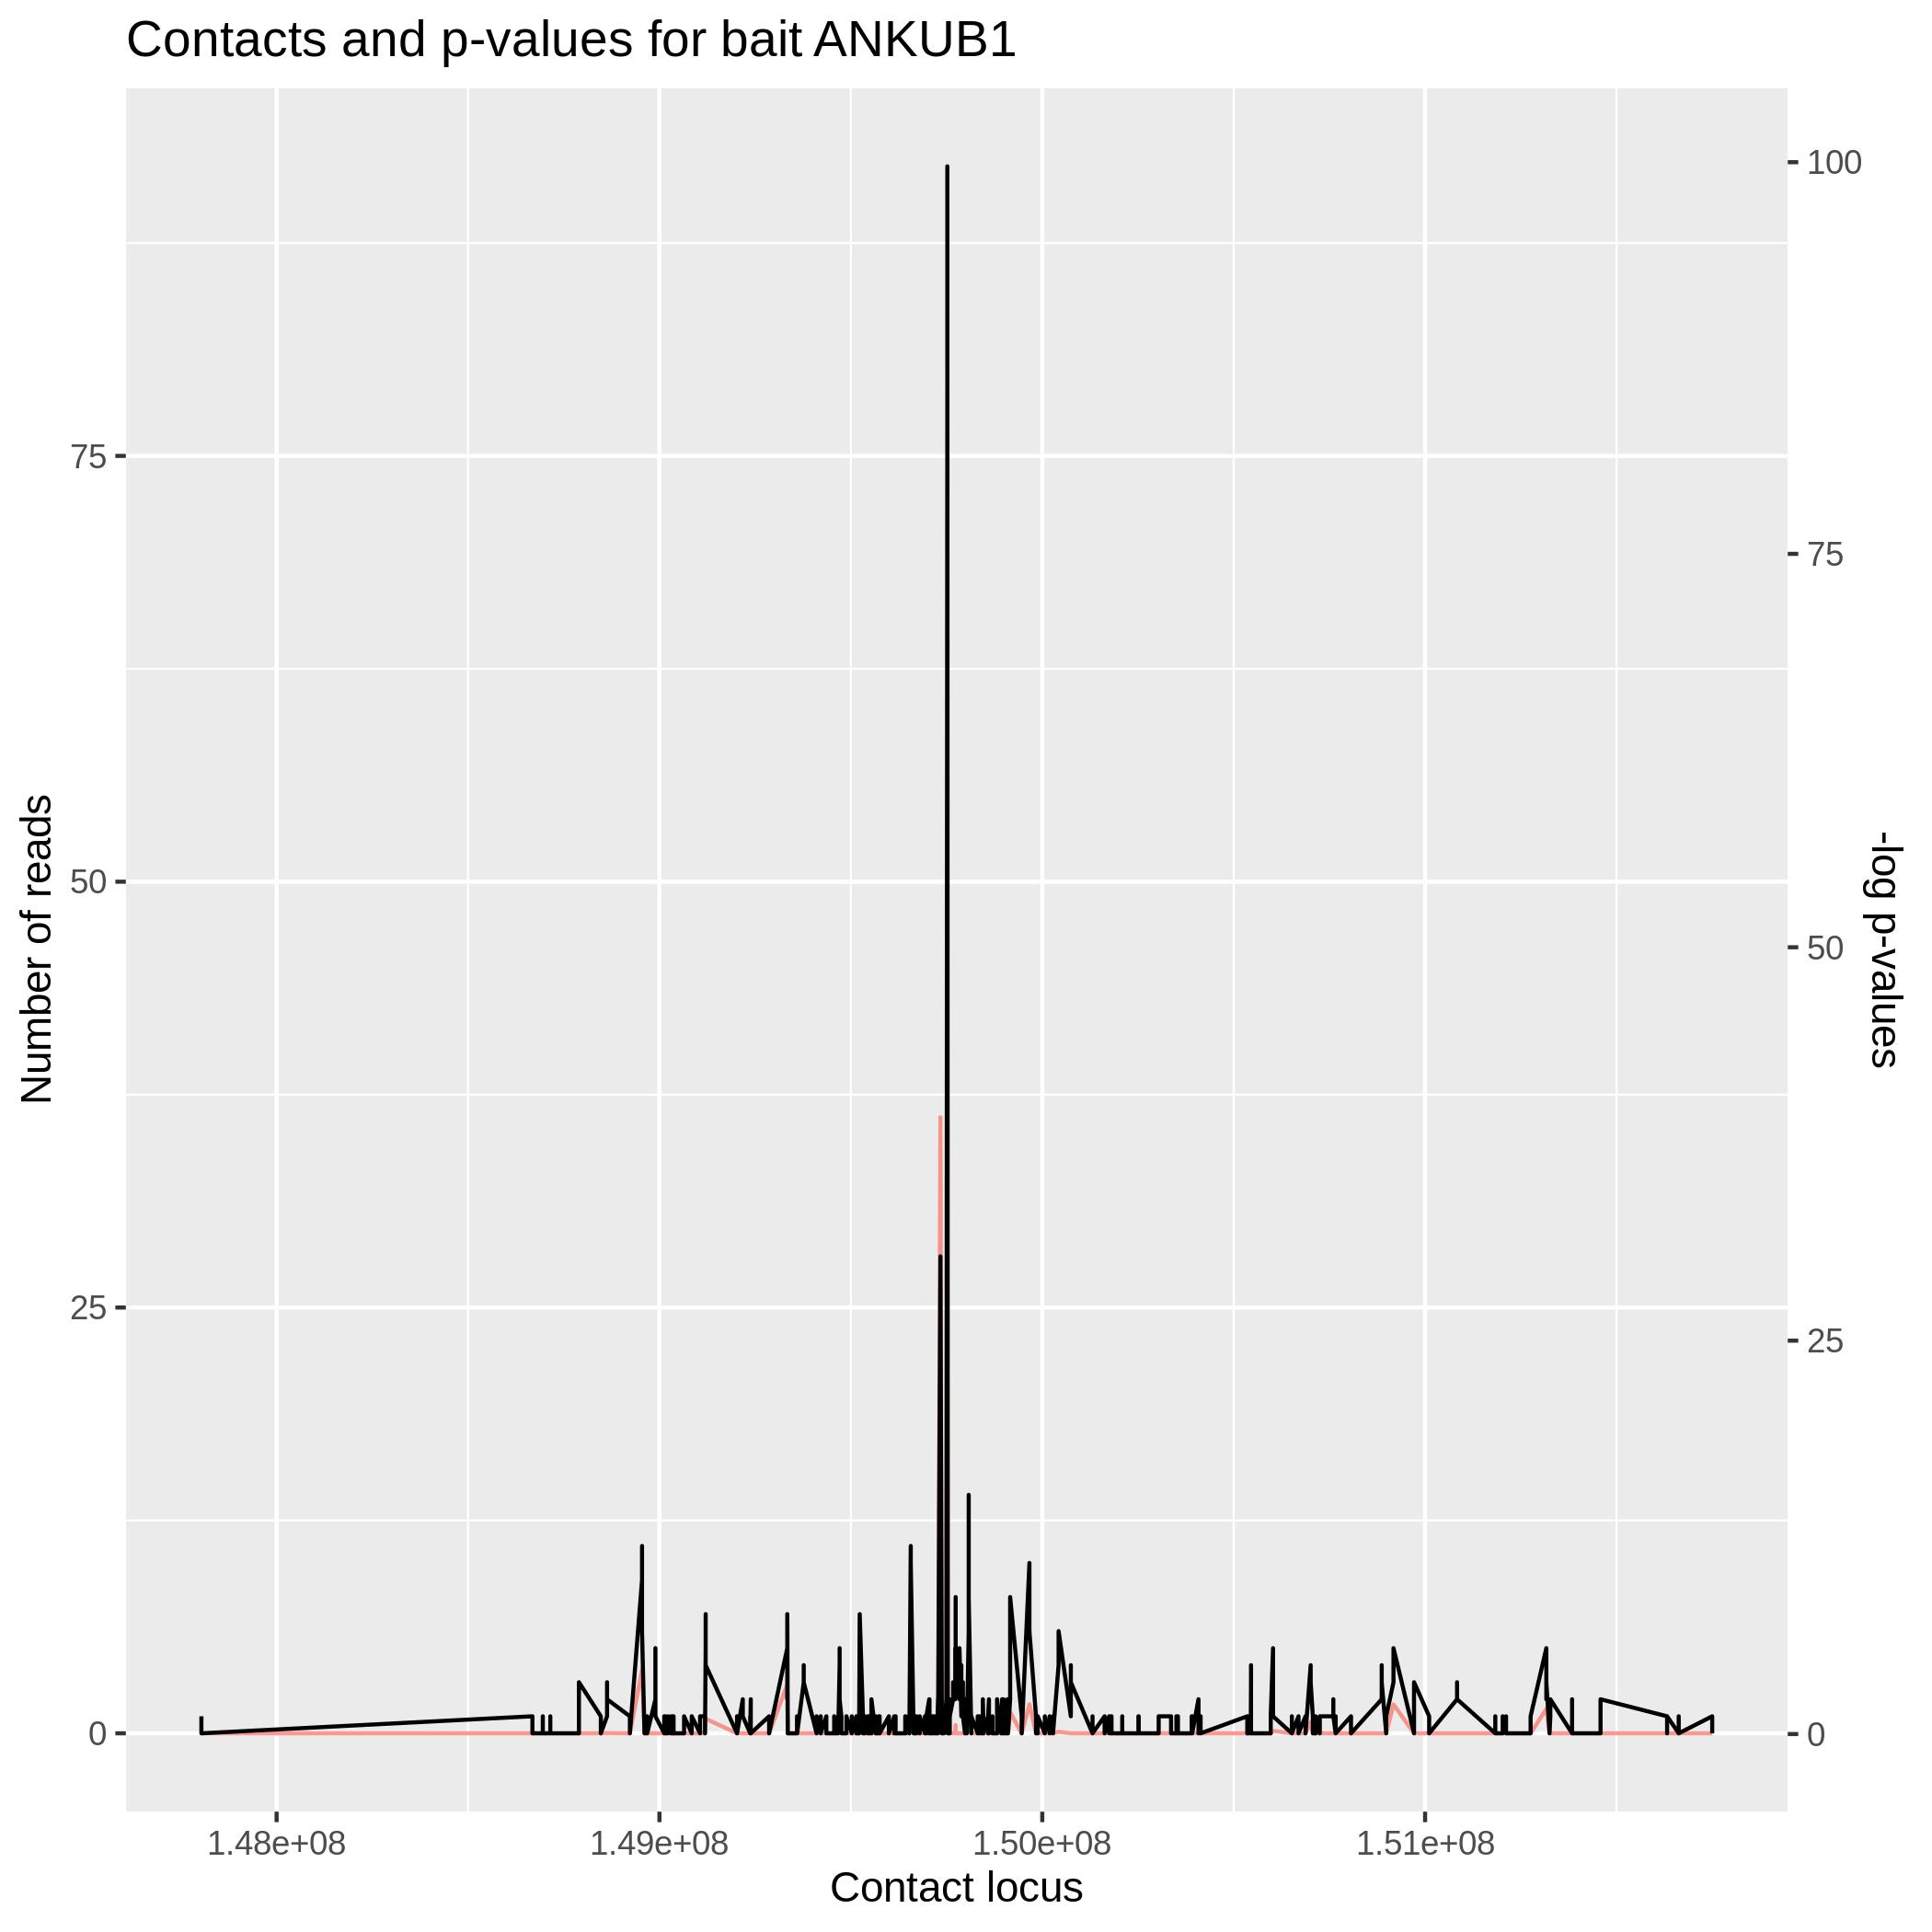 Contacts and p-values for bait ANKUB1
100
75
75
Number of reads
-log p-values
50
50
25
25
0
0
1.48e+08
1.49e+08
1.50e+08
1.51e+08
Contact locus